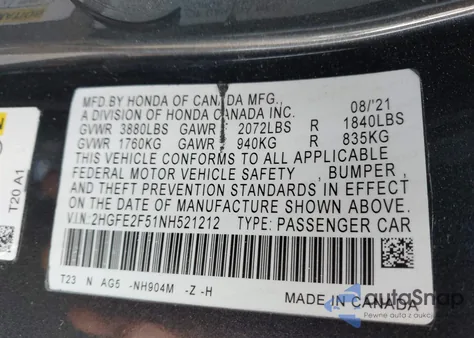 MFD.BY HONDA OF CANADA MFG., 08/'21
A DIVISION OF HONDA CANADA INC.
GVWR 3880LBS GAWR F 2072LBS R 1840LBS
GVWR 1760KG GAWR F 940KG R 835KG
THIS VEHICLE CONFORMS TO ALL APPLICABLE
FEDERAL MOTOR VEHICLE SAFETY , BUMPER ,
AND THEFT PREVENTION STANDARDS IN EFFECT
ON THE DATE OF MANUFACTURE SHOWN ABOVE.
V.I.N.:2HGFE2F51NH521212 TYPE: PASSENGER CAR
T23 N AG5 -NH904M -Z -H
MADE IN CANADA
T20 A1
autoSnap